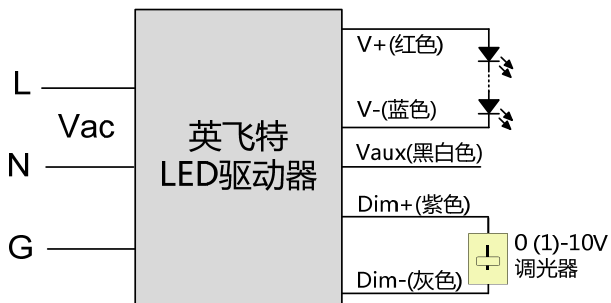 L
Vac
N
G
英飞特
LED驱动器
V+(红色)
V-(蓝色)
Vaux(黑白色)
Dim+(紫色)
Dim-(灰色)
0 (1)-10V
调光器